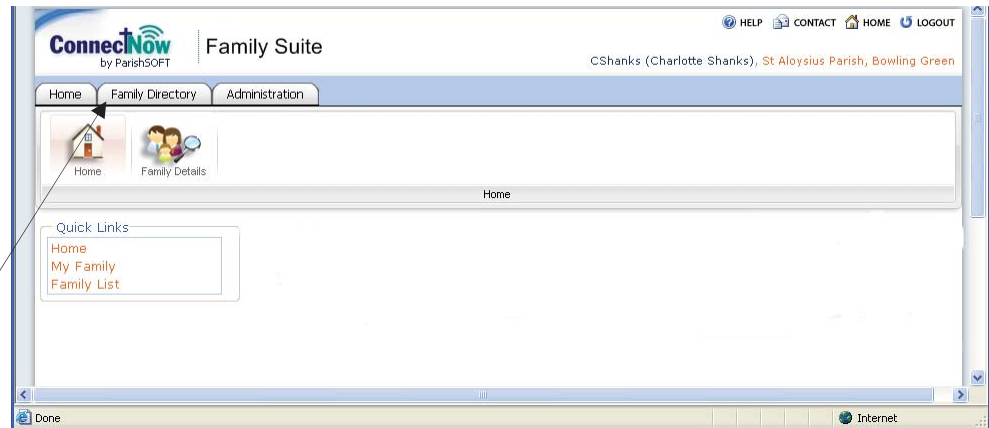 HELP CONTACT HOME LOGOUT
ConnectNow
by ParishSOFT
Family Suite
CShanks (Charlotte Shanks), St Aloysius Parish, Bowling Green
Home Family Directory Administration
Home Family Details
Home
Quick Links
Home
My Family
Family List
Done Internet